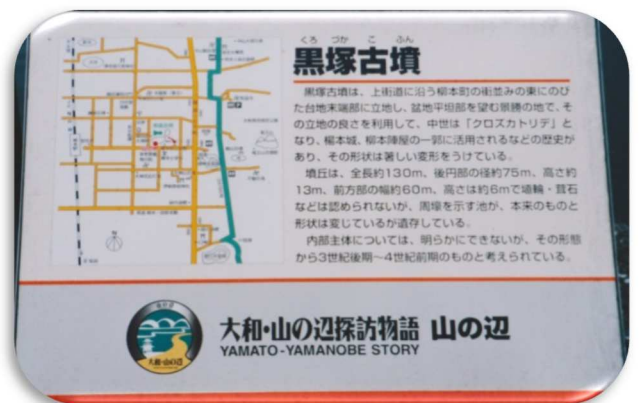 くろづかこふん
黒塚古墳
黒塚古墳は、上街道に沿う柳本町の街並みの東にのび
た台地末端部に立地し、盆地平坦部を望む景勝の地で、そ
の立地の良さを利用して、中世は「クロズカトリデ」と
なり、楊本城、柳本陣屋の一郭に活用されるなどの歴史が
あり、その形状は著しい変形をうけている。
墳丘は、全長約130m、後円部の径約75m、高さ約
13m、前方部の幅約60m、高さは約6mで埴輪・葺石
などは認められないが、周壕を示す池が、本来のものと
形状は変じているが遺存している。
内部主体については、明らかにできないが、その形態
から3世紀後期〜4世紀前期のものと考えられている。
大和・山の辺
大和・山の辺探訪物語 山の辺
YAMATO-YAMANOBE STORY